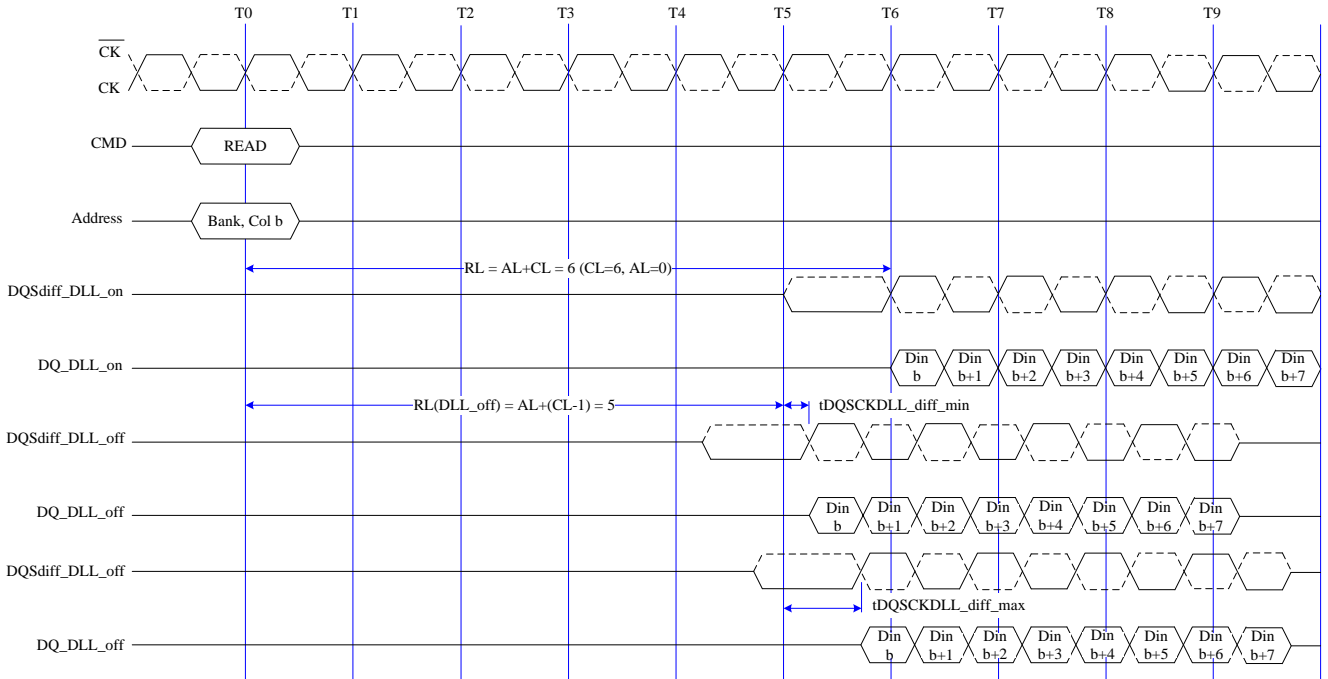 T0 T1 T2 T3 T4 T5 T6 T7 T8 T9
CK
CK
CMD
READ
Address
Bank, Col b
RL = AL+CL = 6 (CL=6, AL=0)
DQSdiff_DLL_on
DQ_DLL_on
Din b
Din b+1
Din b+2
Din b+3
Din b+4
Din b+5
Din b+6
Din b+7
RL(DLL_off) = AL+(CL-1) = 5
tDQSCKDLL_diff_min
DQSdiff_DLL_off
DQ_DLL_off
Din b
Din b+1
Din b+2
Din b+3
Din b+4
Din b+5
Din b+6
Din b+7
DQSdiff_DLL_off
tDQSCKDLL_diff_max
DQ_DLL_off
Din b
Din b+1
Din b+2
Din b+3
Din b+4
Din b+5
Din b+6
Din b+7